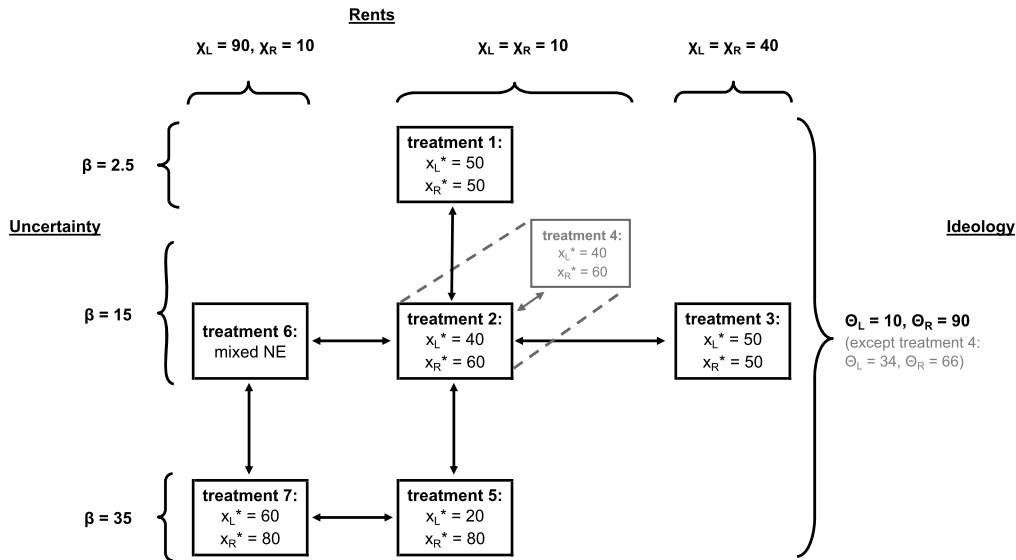 Rents
χL = 90, χR = 10
χL = χR = 10
χL = χR = 40
β = 2.5
treatment 1:
xL* = 50
xR* = 50
Uncertainty
Ideology
treatment 4:
xL* = 40
xR* = 60
β = 15
treatment 6:
mixed NE
treatment 2:
xL* = 40
xR* = 60
treatment 3:
xL* = 50
xR* = 50
ΘL = 10, ΘR = 90
(except treatment 4:
ΘL = 34, ΘR = 66)
β = 35
treatment 7:
xL* = 60
xR* = 80
treatment 5:
xL* = 20
xR* = 80